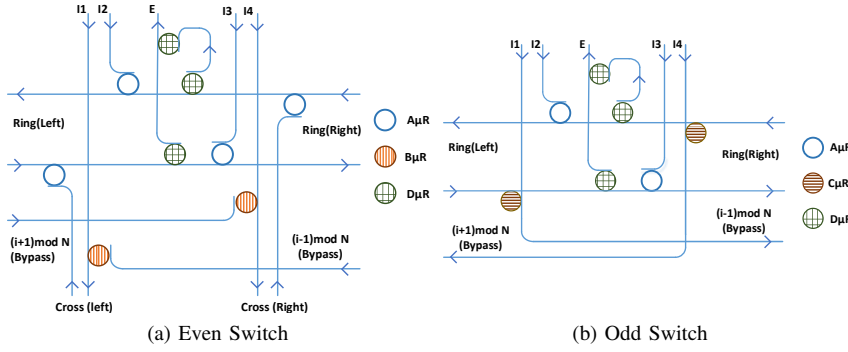 I1 I2 E I3 I4
Ring(Left)
Ring(Right)
AµR
BµR
DµR
(i+1)mod N
(Bypass)
(i-1)mod N
(Bypass)
Cross (left)
Cross (Right)
(a) Even Switch
I1 I2 E I3 I4
Ring(Left)
Ring(Right)
AµR
CµR
DµR
(i-1)mod N
(Bypass)
(i+1)mod N
(Bypass)
(b) Odd Switch